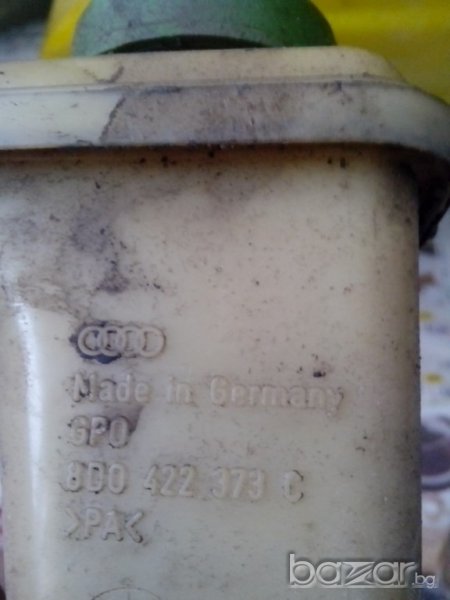 Made in Germany
GPO
8D0 422 373 C
>PA<
bazar.bg